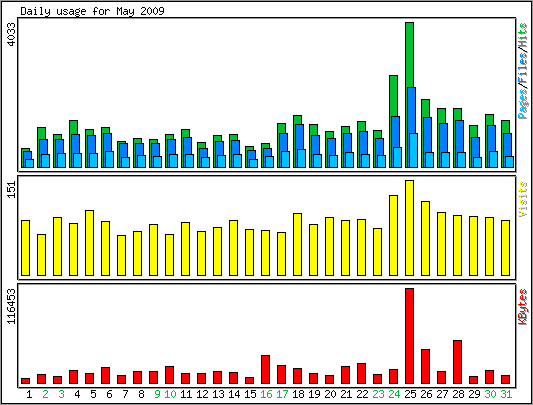 Daily usage for May 2009
4033
Pages/Files/Hits
151
Visits
116453
KBytes
1 2 3 4 5 6 7 8 9 10 11 12 13 14 15 16 17 18 19 20 21 22 23 24 25 26 27 28 29 30 31